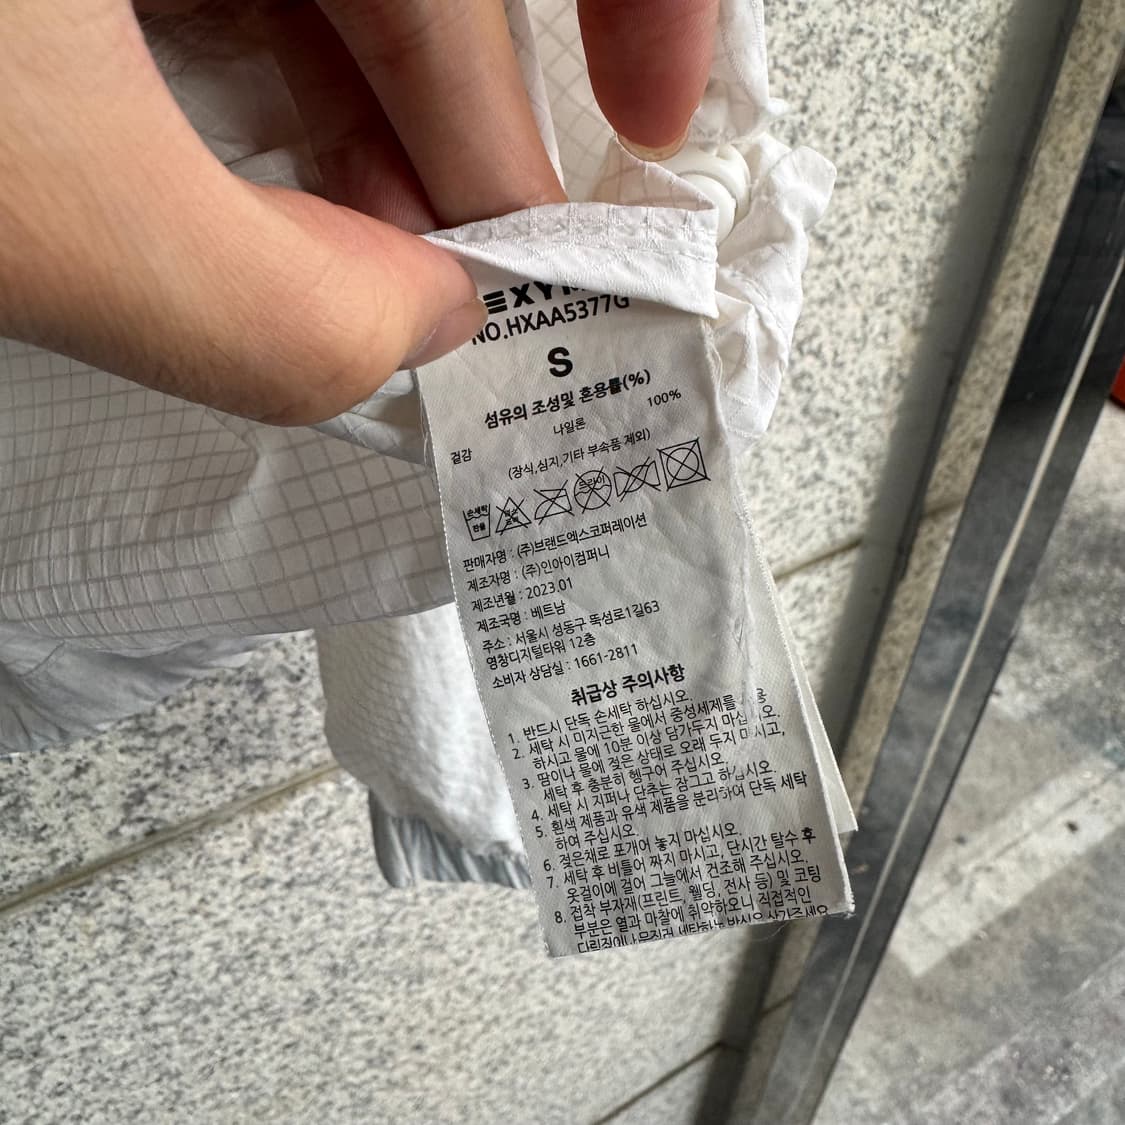 NO.HXAA5377G
S
섬유의 조성및 혼용률(%)
나일론 100%
겉감
(장식,심지,기타 부속품 제외)
손세탁 드라이
판매자명 : (주)브랜드엑스코퍼레이션
제조자명 : (주)인아이컴퍼니
제조년월 : 2023.01
제조국명 : 베트남
주소 : 서울시 성동구 뚝섬로1길63
영창디지털타워 12층
소비자 상담실 : 1661-2811
취급상 주의사항
1. 반드시 단독 손세탁 하십시오.
2. 세탁 시 미지근한 물에서 중성세제를
하시고 물에 10분 이상 담가두지
3. 땀이나 물에 젖은 상태로 오래 두지
세탁 후 충분히 헹구어 주십시오.
4. 세탁 시 지퍼나 단추는 잠그고 하십시오.
5. 흰색 제품과 유색 제품을 분리하여 단독 세탁
하여 주십시오.
6. 젖은채로 포개어 놓지 마십시오.
7. 세탁 후 비틀어 짜지 마시고, 단시간 탈수 후
옷걸이에 걸어 그늘에서 건조해 주십시오.
8. 접착 부자재(프린트, 웰딩, 전사 등) 및 코팅
부분은 열과 마찰에 취약하오니 직접적인